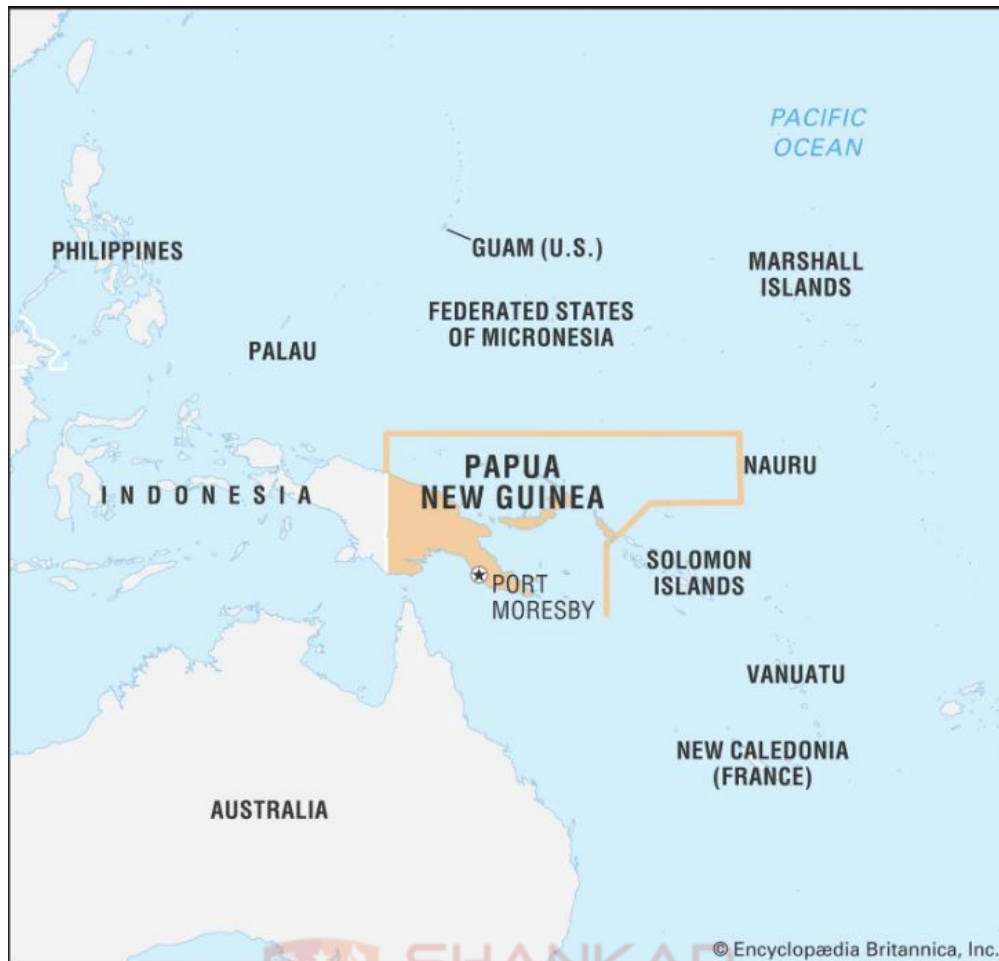 PACIFIC
OCEAN
PHILIPPINES
GUAM (U.S.)
MARSHALL
ISLANDS
FEDERATED STATES
OF MICRONESIA
PALAU
PAPUA
NEW GUINEA
NAURU
INDONESIA
SOLOMON
ISLANDS
PORT
MORESBY
VANUATU
NEW CALEDONIA
(FRANCE)
AUSTRALIA
SHANKAR
© Encyclopædia Britannica, Inc.